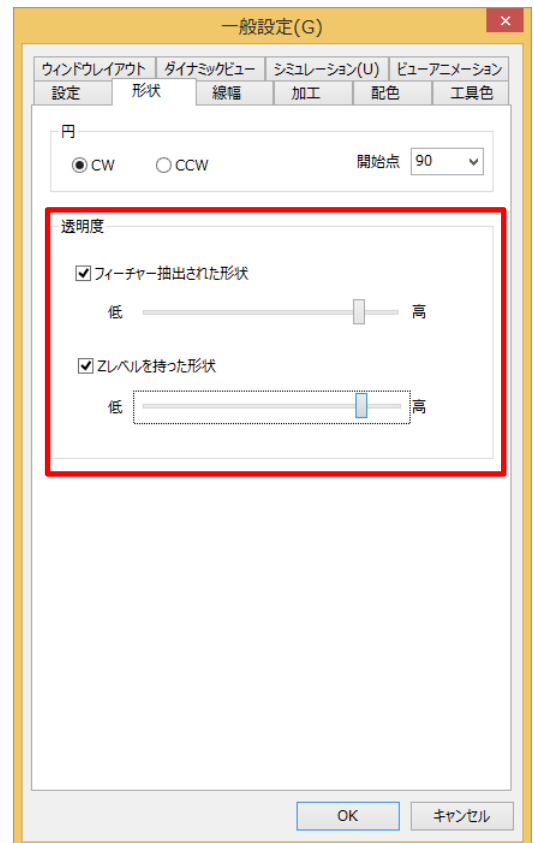 一般設定(G)
ウィンドウレイアウト ダイナミックビュー シミュレーション(U) ビューアニメーション
設定 形状 線幅 加工 配色 工具色
円
CW CCW 開始点 90
透明度
フィーチャー抽出された形状
低 高
Zレベルを持った形状
低 高
OK キャンセル